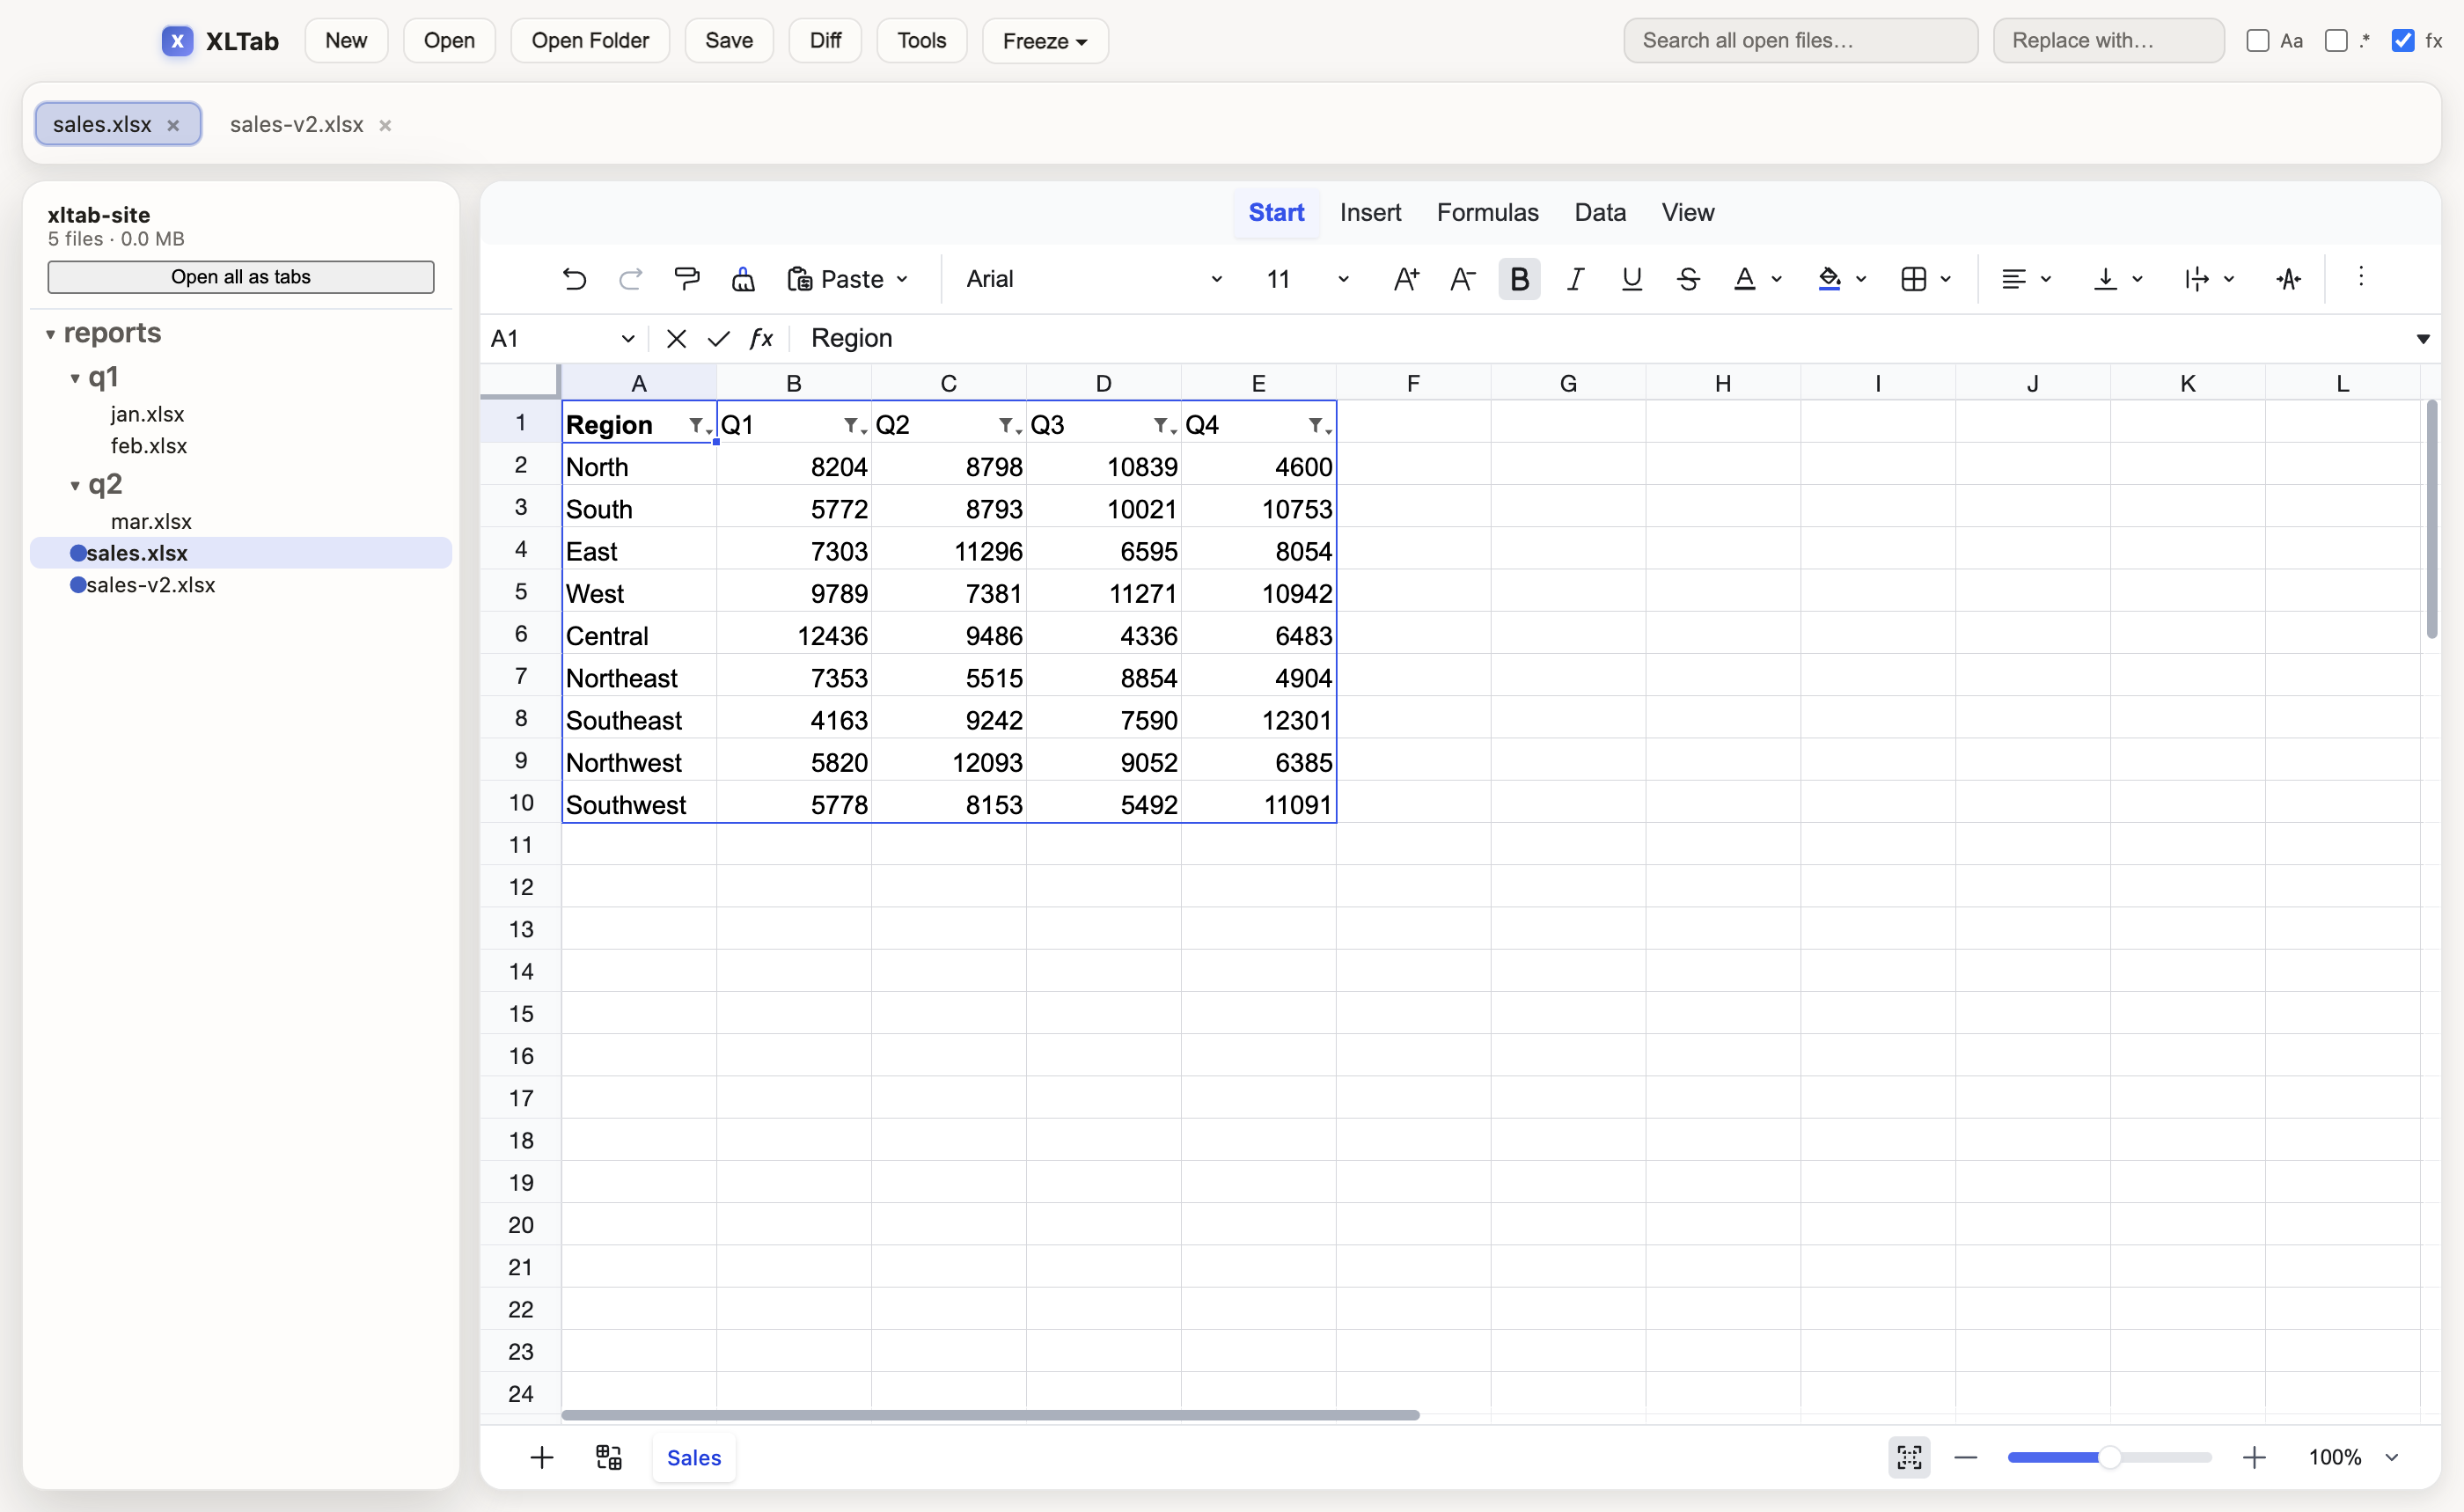 X XLTab New Open Open Folder Save Diff Tools Freeze Search all open files… Replace with… Aa .* fx
sales.xlsx × sales-v2.xlsx ×
xltab-site
5 files · 0.0 MB
Open all as tabs
reports
q1
jan.xlsx
feb.xlsx
q2
mar.xlsx
sales.xlsx
sales-v2.xlsx
Start Insert Formulas Data View
Paste Arial 11 A+ A- B I U S A A
A1 fx Region
A B C D E F G H I J K L
1 Region Q1 Q2 Q3 Q4
2 North 8204 8798 10839 4600
3 South 5772 8793 10021 10753
4 East 7303 11296 6595 8054
5 West 9789 7381 11271 10942
6 Central 12436 9486 4336 6483
7 Northeast 7353 5515 8854 4904
8 Southeast 4163 9242 7590 12301
9 Northwest 5820 12093 9052 6385
10 Southwest 5778 8153 5492 11091
11
12
13
14
15
16
17
18
19
20
21
22
23
24
Sales 100%